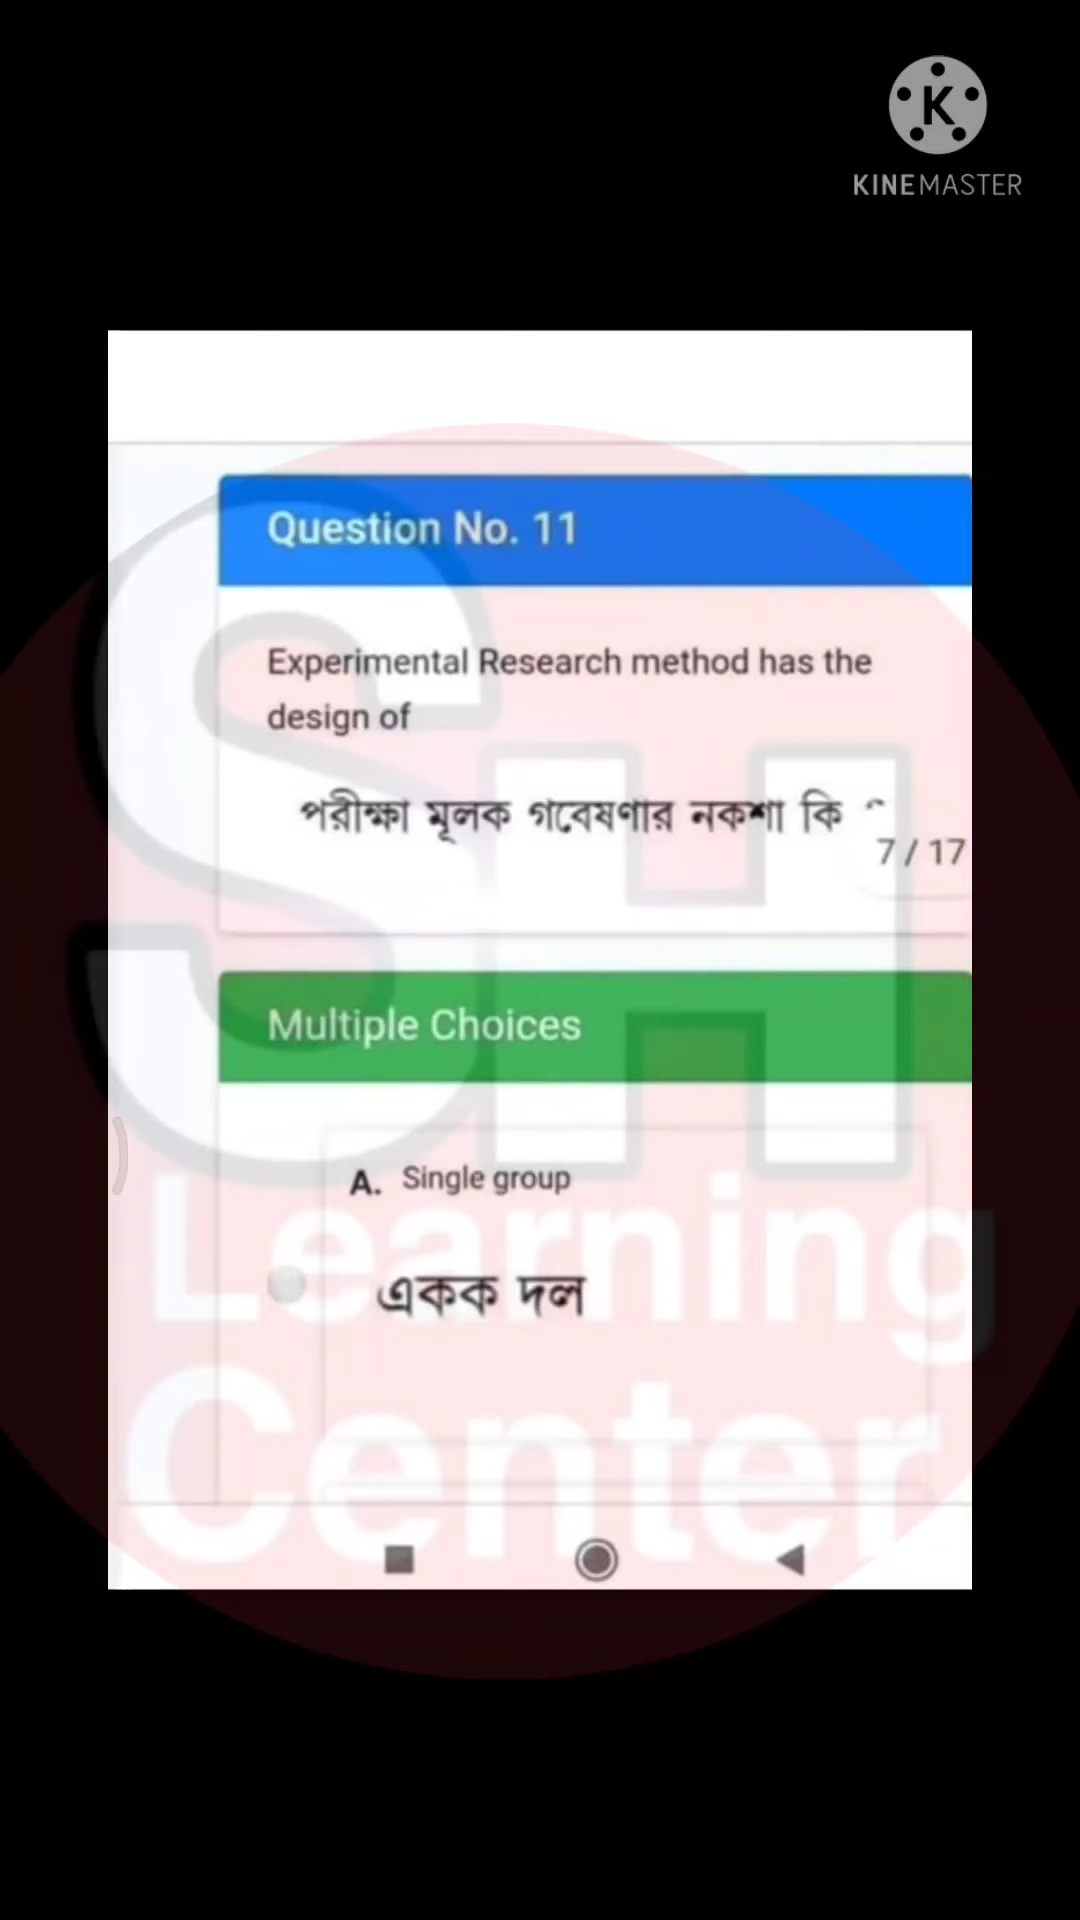 K
KINEMASTER
Question No. 11
Experimental Research method has the
design of
পরীক্ষা মূলক গবেষণার নকশা কি
7 / 17
Multiple Choices
A. Single group
একক দল
SH
Learning
Center